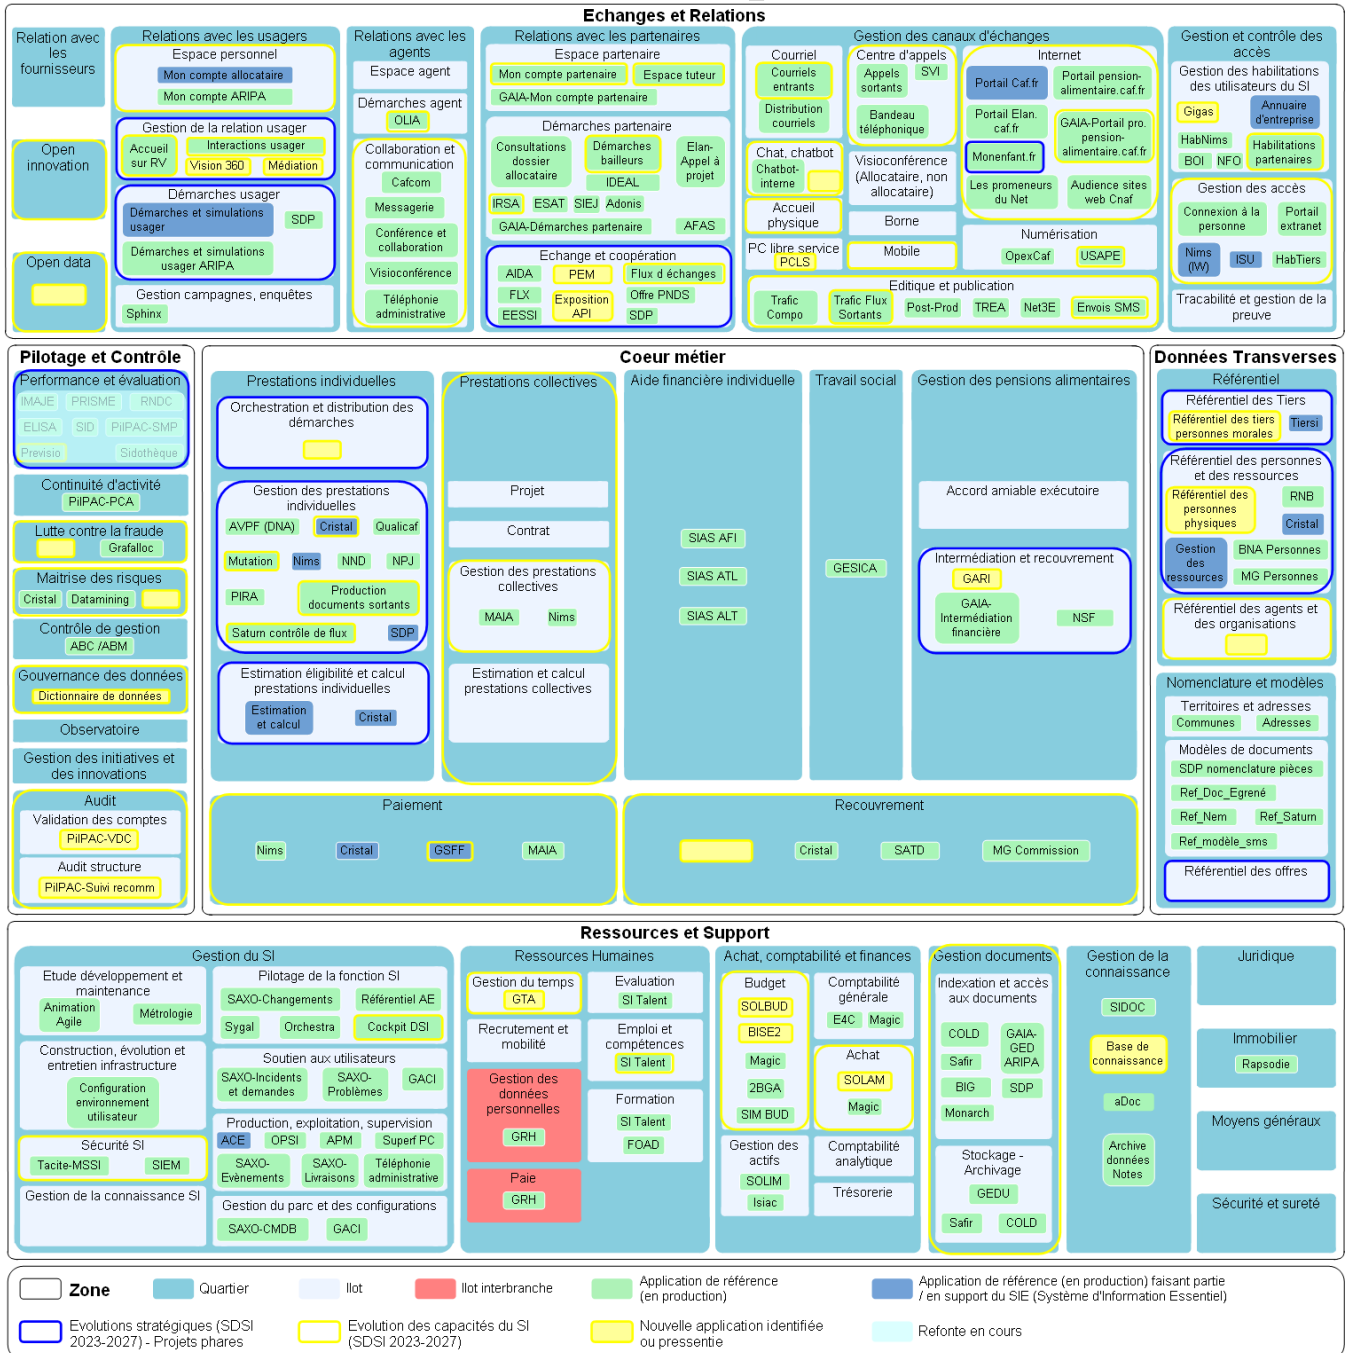 Echanges et Relations
Relation avec
les
fournisseurs
Open
innovation
Open data
Relations avec les usagers
Espace personnel
Mon compte allocataire
Mon compte ARIPA
Gestion de la relation usager
Accueil
sur RV
Interactions usager
Vision 360
Médiation
Démarches usager
Démarches et simulations
usager
SDP
Démarches et simulations
usager ARIPA
Gestion campagnes, enquêtes
Sphinx
Relations avec les
agents
Espace agent
Démarches agent
OLIA
Collaboration et
communication
Cafcom
Messagerie
Conférence et
collaboration
Visioconférence
Téléphonie
administrative
Relations avec les partenaires
Espace partenaire
Mon compte partenaire
Espace tuteur
GAIA-Mon compte partenaire
Démarches partenaire
Consultations
dossier
allocataire
Démarches
bailleurs
Elan-
Appel à
projet
IDEAL
IRSA
ESAT
SIEJ
Adonis
GAIA-Démarches partenaire
AFAS
Echange et coopération
AIDA
PEM
Flux d échanges
FLX
Exposition
API
Offre PNDS
EESSI
SDP
Gestion des canaux d'échanges
Courriel
Courriels
entrants
Distribution
courriels
Chat, chatbot
Chatbot-
interne
Accueil
physique
PC libre service
PCLS
Centre d'appels
Appels
sortants
SVI
Bandeau
téléphonique
Visioconférence
(Allocataire, non
allocataire)
Borne
Mobile
Internet
Portail Caf.fr
Portail pension-
alimentaire.caf.fr
Portail Elan.
caf.fr
GAIA-Portail pro.
pension-
alimentaire.caf.fr
Monenfant.fr
Les promeneurs
du Net
Audience sites
web Cnaf
Numérisation
OpexCaf
USAPE
Editique et publication
Trafic
Compo
Trafic Flux
Sortants
Post-Prod
TREA
Net3E
Envois SMS
Gestion et contrôle des
accès
Gestion des habilitations
des utilisateurs du SI
Gigas
Annuaire
d'entreprise
HabNims
Habilitations
partenaires
BOI
NFO
Gestion des accès
Connexion à la
personne
Portail
extranet
Nims
(IW)
ISU
HabTiers
Tracabilité et gestion de la
preuve
Pilotage et Contrôle
Performance et évaluation
IMAJE
PRISME
RNDC
ELISA
SID
PilPAC-SMP
Previsio
Sidothèque
Continuité d'activité
PilPAC-PCA
Lutte contre la fraude
Grafalloc
Maitrise des risques
Cristal
Datamining
Contrôle de gestion
ABC /ABM
Gouvernance des données
Dictionnaire de données
Observatoire
Gestion des initiatives et
des innovations
Audit
Validation des comptes
PilPAC-VDC
Audit structure
PilPAC-Suivi recomm
Coeur métier
Prestations individuelles
Orchestration et distribution des
démarches
Gestion des prestations
individuelles
AVPF (DNA)
Cristal
Qualicaf
Mutation
Nims
NND
NPJ
PIRA
Production
documents sortants
Saturn contrôle de flux
SDP
Estimation éligibilité et calcul
prestations individuelles
Estimation
et calcul
Cristal
Prestations collectives
Projet
Contrat
Gestion des prestations
collectives
MAIA
Nims
Estimation et calcul
prestations collectives
Aide financière individuelle
SIAS AFI
SIAS ATL
SIAS ALT
Travail social
GESICA
Gestion des pensions alimentaires
Accord amiable exécutoire
Intermédiation et recouvrement
GARI
GAIA-
Intermédiation
financière
NSF
Paiement
Nims
Cristal
GSFF
MAIA
Recouvrement
Cristal
SATD
MG Commission
Données Transverses
Référentiel
Référentiel des Tiers
Référentiel des tiers
personnes morales
Tiersi
Référentiel des personnes
et des ressources
Référentiel des
personnes
physiques
RNB
Cristal
Gestion
des
ressources
BNA Personnes
MG Personnes
Référentiel des agents et
des organisations
Nomenclature et modèles
Territoires et adresses
Communes
Adresses
Modèles de documents
SDP nomenclature pièces
Ref_Doc_Egrené
Ref_Nem
Ref_Saturn
Ref_modèle_sms
Référentiel des offres
Ressources et Support
Gestion du SI
Etude développement et
maintenance
Animation
Agile
Métrologie
Construction, évolution et
entretien infrastructure
Configuration
environnement
utilisateur
Sécurité SI
Tacite-MSSI
SIEM
Gestion de la connaissance SI
Pilotage de la fonction SI
SAXO-Changements
Référentiel AE
Sygal
Orchestra
Cockpit DSI
Soutien aux utilisateurs
SAXO-Incidents
et demandes
SAXO-
Problèmes
GACI
Production, exploitation, supervision
ACE
OPSI
APM
Superf PC
SAXO-
Evènements
SAXO-
Livraisons
Téléphonie
administrative
Gestion du parc et des configurations
SAXO-CMDB
GACI
Ressources Humaines
Gestion du temps
GTA
Recrutement et
mobilité
Gestion des
données
personnelles
GRH
Paie
GRH
Evaluation
SI Talent
Emploi et
compétences
SI Talent
Formation
SI Talent
FOAD
Achat, comptabilité et finances
Budget
SOLBUD
BISE2
Magic
2BGA
SIM BUD
Gestion des
actifs
SOLIM
Isiac
Comptabilité
générale
E4C
Magic
Achat
SOLAM
Magic
Comptabilité
analytique
Trésorerie
Gestion documents
Indexation et accès
aux documents
COLD
GAIA-
GED
ARIPA
Safir
BIG
SDP
Monarch
Stockage -
Archivage
GEDU
Safir
COLD
Gestion de la
connaissance
SIDOC
Base de
connaissance
aDoc
Archive
données
Notes
Juridique
Immobilier
Rapsodie
Moyens généraux
Sécurité et sureté
Zone
Quartier
Ilot
Ilot interbranche
Application de référence
(en production)
Application de référence (en production) faisant partie
/ en support du SIE (Système d'Information Essentiel)
Evolutions stratégiques (SDSI
2023-2027) - Projets phares
Evolution des capacités du SI
(SDSI 2023-2027)
Nouvelle application identifiée
ou pressentie
Refonte en cours